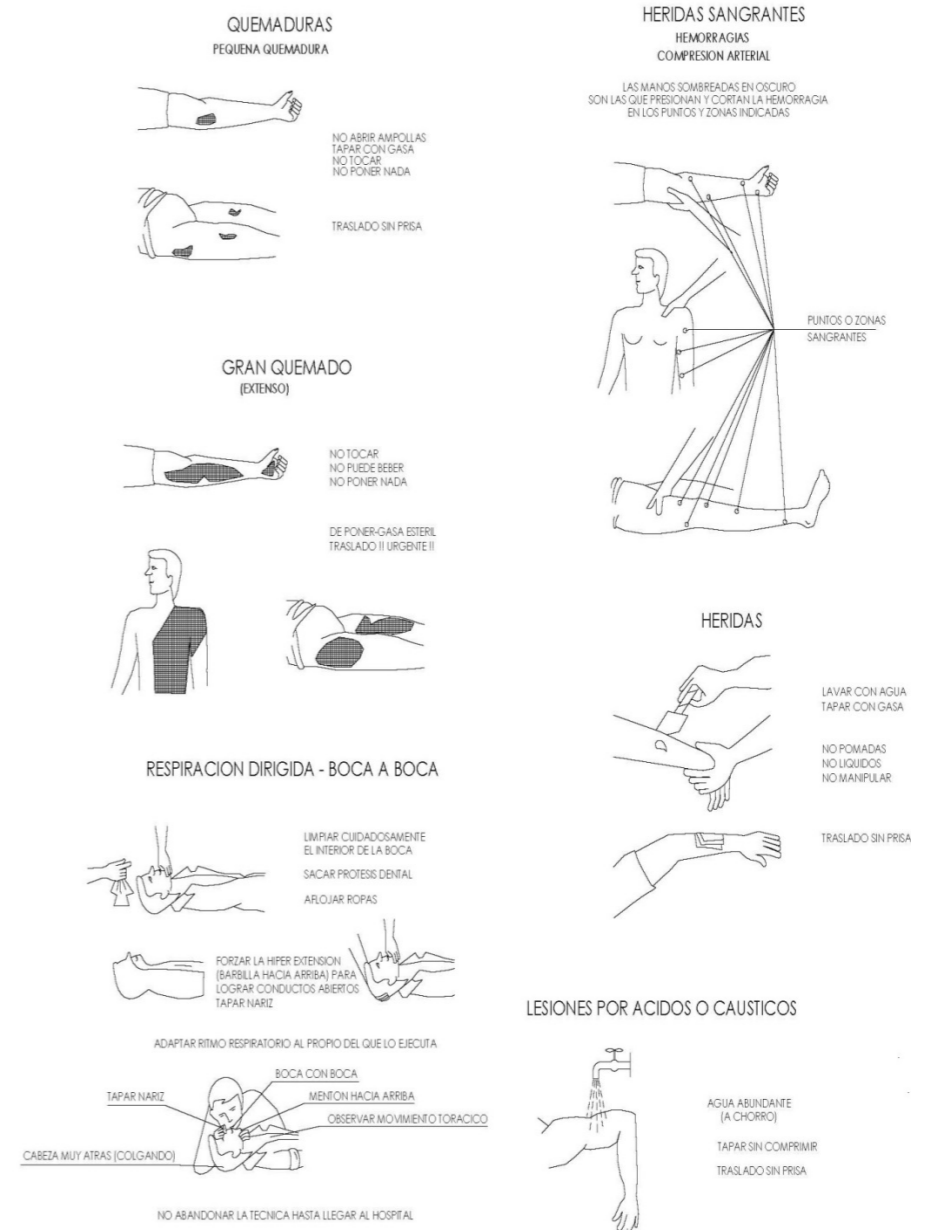 QUEMADURAS
PEQUENA QUEMADURA
NO ABRIR AMPOLLAS
TAPAR CON GASA
NO TOCAR
NO PONER NADA
TRASLADO SIN PRISA
GRAN QUEMADO
(EXTENSO)
NO TOCAR
NO PUEDE BEBER
NO PONER NADA
DE PONER-GASA ESTERIL
TRASLADO !! URGENTE !!
RESPIRACION DIRIGIDA - BOCA A BOCA
LIMPIAR CUIDADOSAMENTE
EL INTERIOR DE LA BOCA
SACAR PROTESIS DENTAL
AFLOJAR ROPAS
FORZAR LA HIPER EXTENSION
(BARBILLA HACIA ARRIBA) PARA
LOGRAR CONDUCTOS ABIERTOS
TAPAR NARIZ
ADAPTAR RITMO RESPIRATORIO AL PROPIO DEL QUE LO EJECUTA
BOCA CON BOCA
TAPAR NARIZ
MENTON HACIA ARRIBA
OBSERVAR MOVIMIENTO TORACICO
CABEZA MUY ATRAS (COLGANDO)
NO ABANDONAR LA TECNICA HASTA LLEGAR AL HOSPITAL
HERIDAS SANGRANTES
HEMORRAGIAS
COMPRESION ARTERIAL
LAS MANOS SOMBREADAS EN OSCURO
SON LAS QUE PRESIONAN Y CORTAN LA HEMORRAGIA
EN LOS PUNTOS Y ZONAS INDICADAS
PUNTOS O ZONAS
SANGRANTES
HERIDAS
LAVAR CON AGUA
TAPAR CON GASA
NO POMADAS
NO LIQUIDOS
NO MANIPULAR
TRASLADO SIN PRISA
LESIONES POR ACIDOS O CAUSTICOS
AGUA ABUNDANTE
(A CHORRO)
TAPAR SIN COMPRIMIR
TRASLADO SIN PRISA